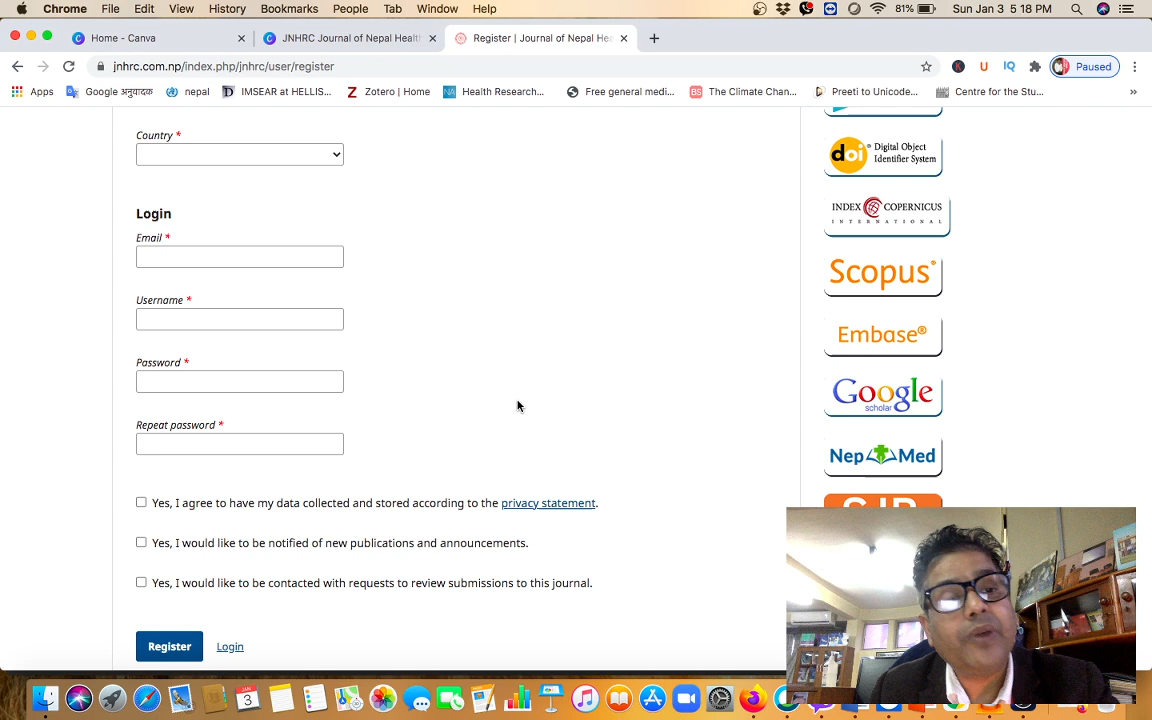 Chrome File Edit View History Bookmarks People Tab Window Help 81% Sun Jan 3 5:18 PM
Home - Canva JNHRC Journal of Nepal Healt Register | Journal of Nepal Hea
jnhrc.com.np/index.php/jnhrc/user/register Paused
Apps Google अनुवादक nepal IMSEAR at HELLIS... Zotero | Home Health Research... Free general medi... The Climate Chan... Preeti to Unicode... Centre for the Stu... »
Country *
Login
Email *
Username *
Password *
Repeat password *
Yes, I agree to have my data collected and stored according to the privacy statement.
Yes, I would like to be notified of new publications and announcements.
Yes, I would like to be contacted with requests to review submissions to this journal.
Register Login
doi Digital Object Identifier System
INDEX COPERNICUS
INTERNATIONAL
Scopus®
Embase®
Google
scholar
Nep Med
JAN
3